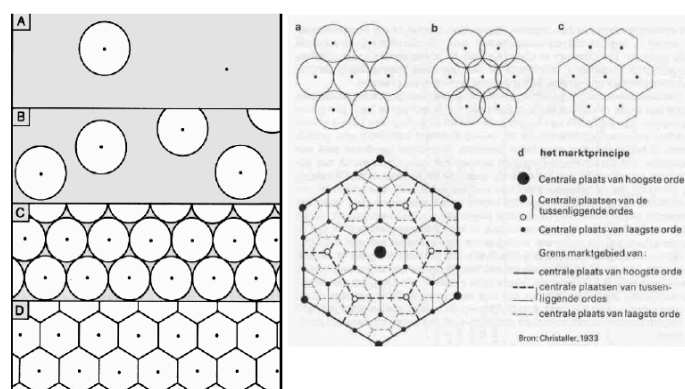 A
B
C
D
a
b
c
d het marktprincipe
Centrale plaats van hoogste orde
Centrale plaatsen van de
tussenliggende ordes
Centrale plaats van laagste orde
Grens marktgebied van:
centrale plaats van hoogste orde
centrale plaatsen van tussen-
liggende ordes
centrale plaats van laagste orde
Bron: Christaller, 1933